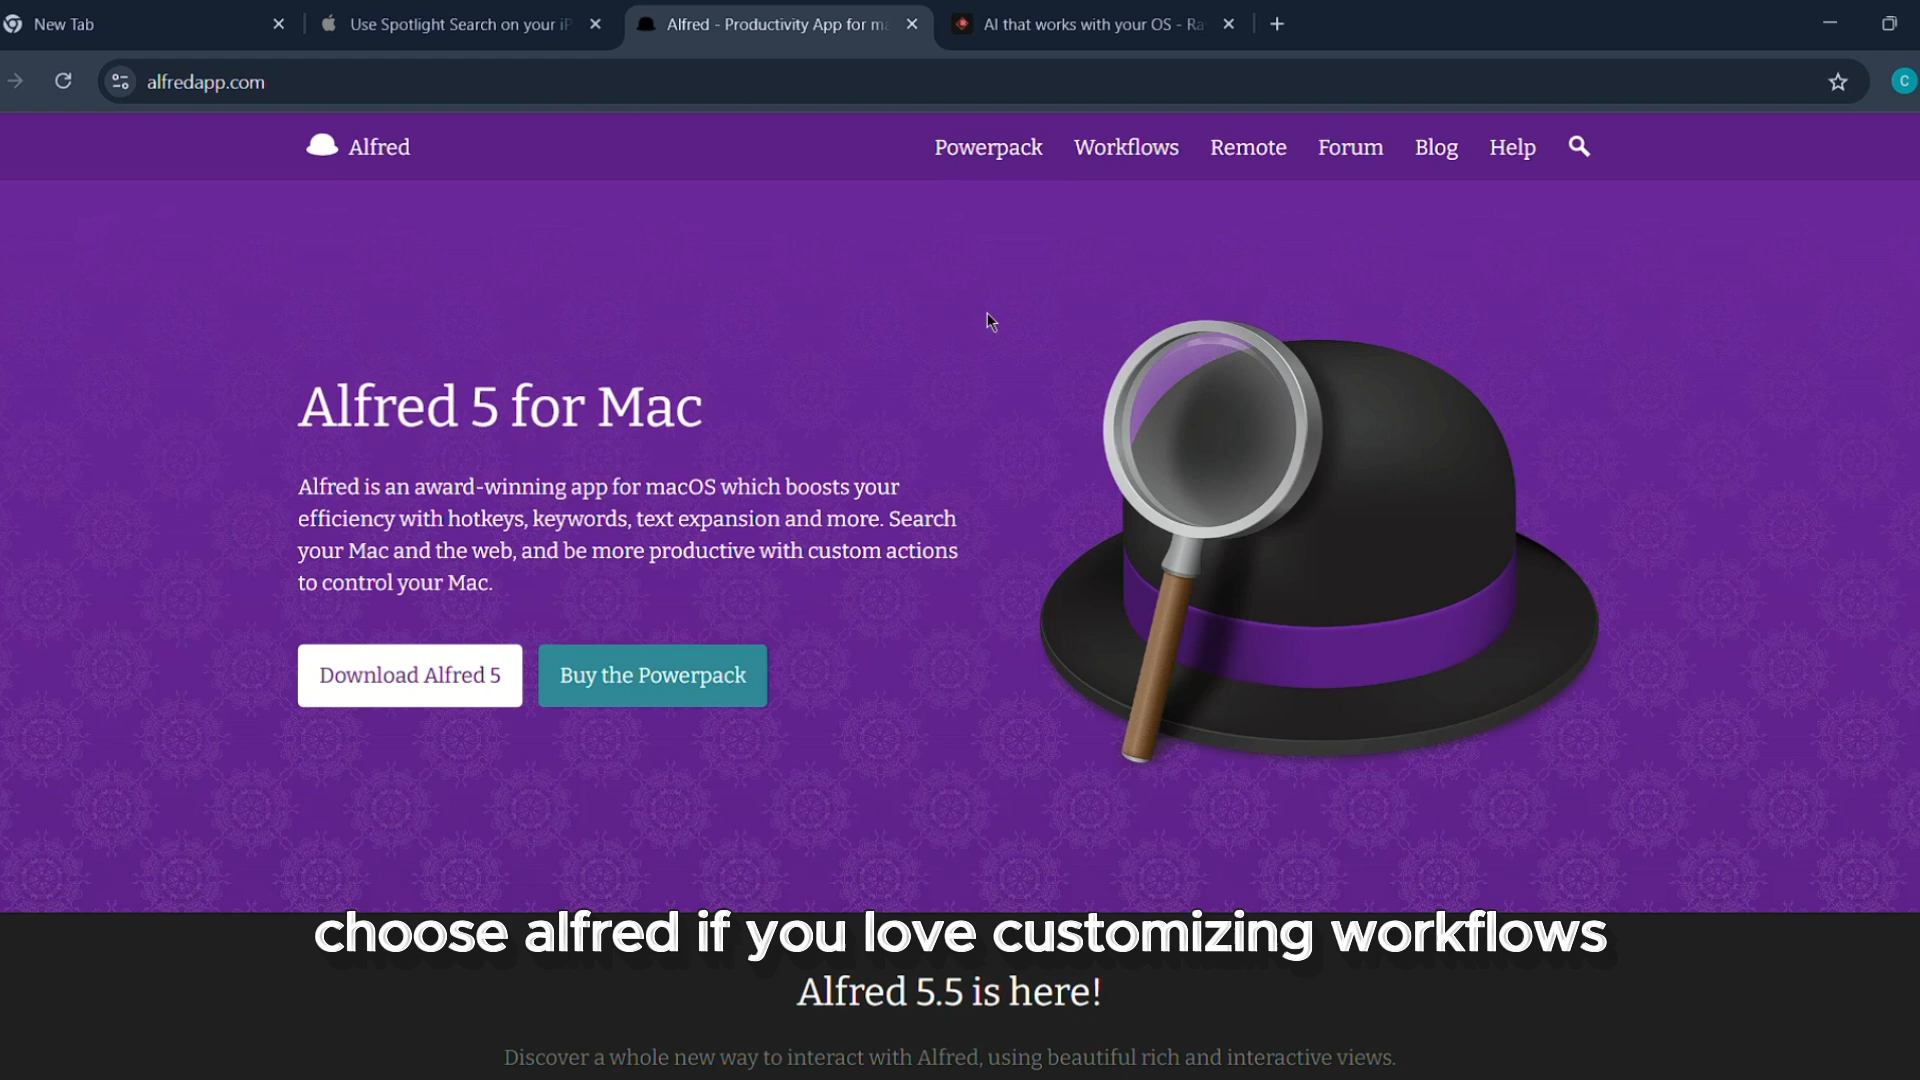 New Tab
Use Spotlight Search on your iP
Alfred - Productivity App for ma
AI that works with your OS - Ra
alfredapp.com
C
Alfred
Powerpack
Workflows
Remote
Forum
Blog
Help
Alfred 5 for Mac
Alfred is an award-winning app for macOS which boosts your
efficiency with hotkeys, keywords, text expansion and more. Search
your Mac and the web, and be more productive with custom actions
to control your Mac.
Download Alfred 5
Buy the Powerpack
choose alfred if you love customizing workflows
Alfred 5.5 is here!
Discover a whole new way to interact with Alfred, using beautiful rich and interactive views.